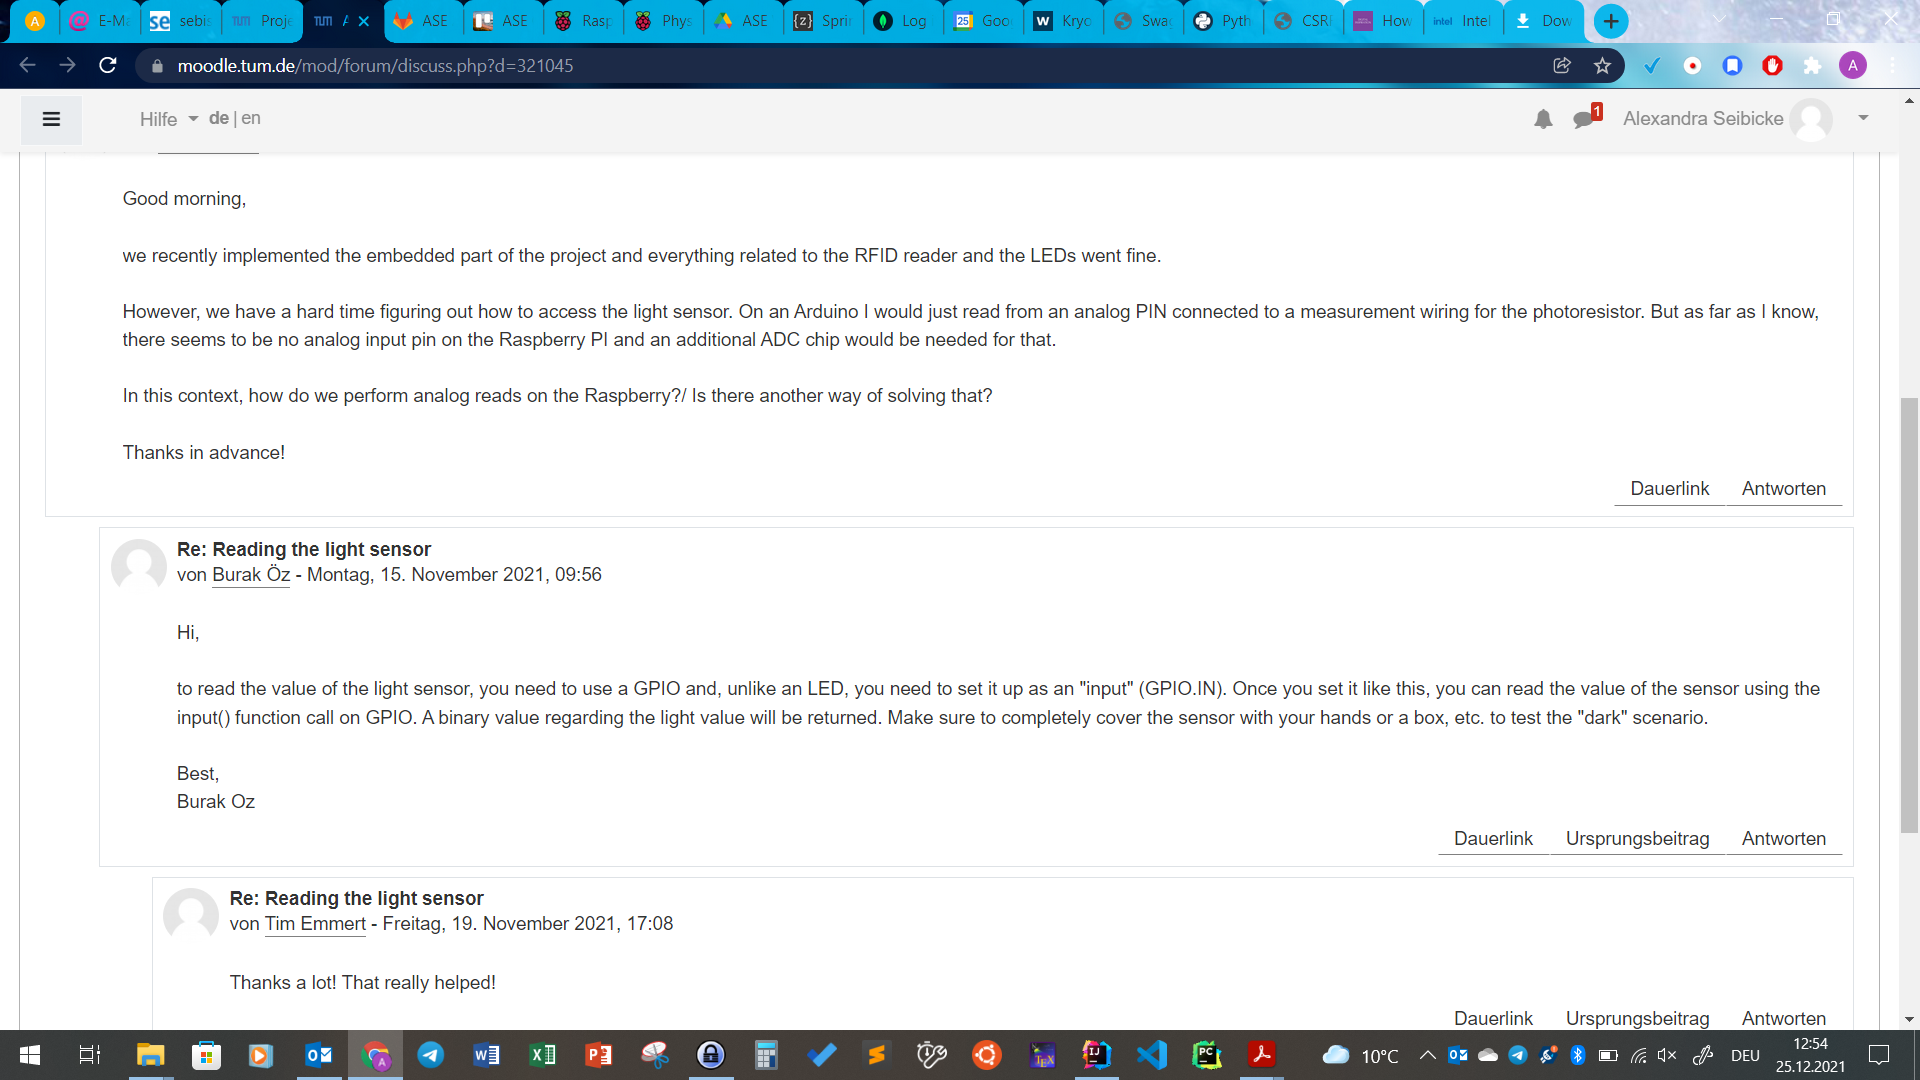 A
E-Ma
sebis
Proje
A
ASE
ASE
Rasp
Phys
ASE
Sprin
Log
Goo
Kryo
Swag
Pyth
CSRF
How
Intel
Dow
moodle.tum.de/mod/forum/discuss.php?d=321045
A
Hilfe
de | en
1
Alexandra Seibicke
Good morning,
we recently implemented the embedded part of the project and everything related to the RFID reader and the LEDs went fine.
However, we have a hard time figuring out how to access the light sensor. On an Arduino I would just read from an analog PIN connected to a measurement wiring for the photoresistor. But as far as I know,
there seems to be no analog input pin on the Raspberry PI and an additional ADC chip would be needed for that.
In this context, how do we perform analog reads on the Raspberry?/ Is there another way of solving that?
Thanks in advance!
Dauerlink Antworten
Re: Reading the light sensor
von Burak Öz - Montag, 15. November 2021, 09:56
Hi,
to read the value of the light sensor, you need to use a GPIO and, unlike an LED, you need to set it up as an "input" (GPIO.IN). Once you set it like this, you can read the value of the sensor using the
input() function call on GPIO. A binary value regarding the light value will be returned. Make sure to completely cover the sensor with your hands or a box, etc. to test the "dark" scenario.
Best,
Burak Oz
Dauerlink Ursprungsbeitrag Antworten
Re: Reading the light sensor
von Tim Emmert - Freitag, 19. November 2021, 17:08
Thanks a lot! That really helped!
Dauerlink Ursprungsbeitrag Antworten
10°C
DEU
12:54
25.12.2021